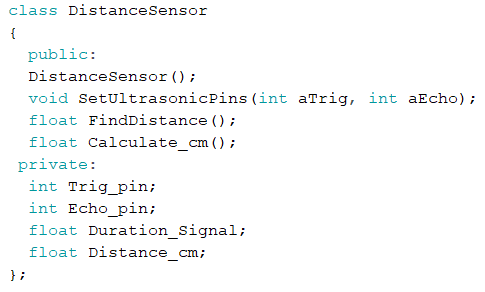 class DistanceSensor
{
  public:
  DistanceSensor();
  void SetUltrasonicPins(int aTrig, int aEcho);
  float FindDistance();
  float Calculate_cm();
 private:
  int Trig_pin;
  int Echo_pin;
  float Duration_Signal;
  float Distance_cm;
};